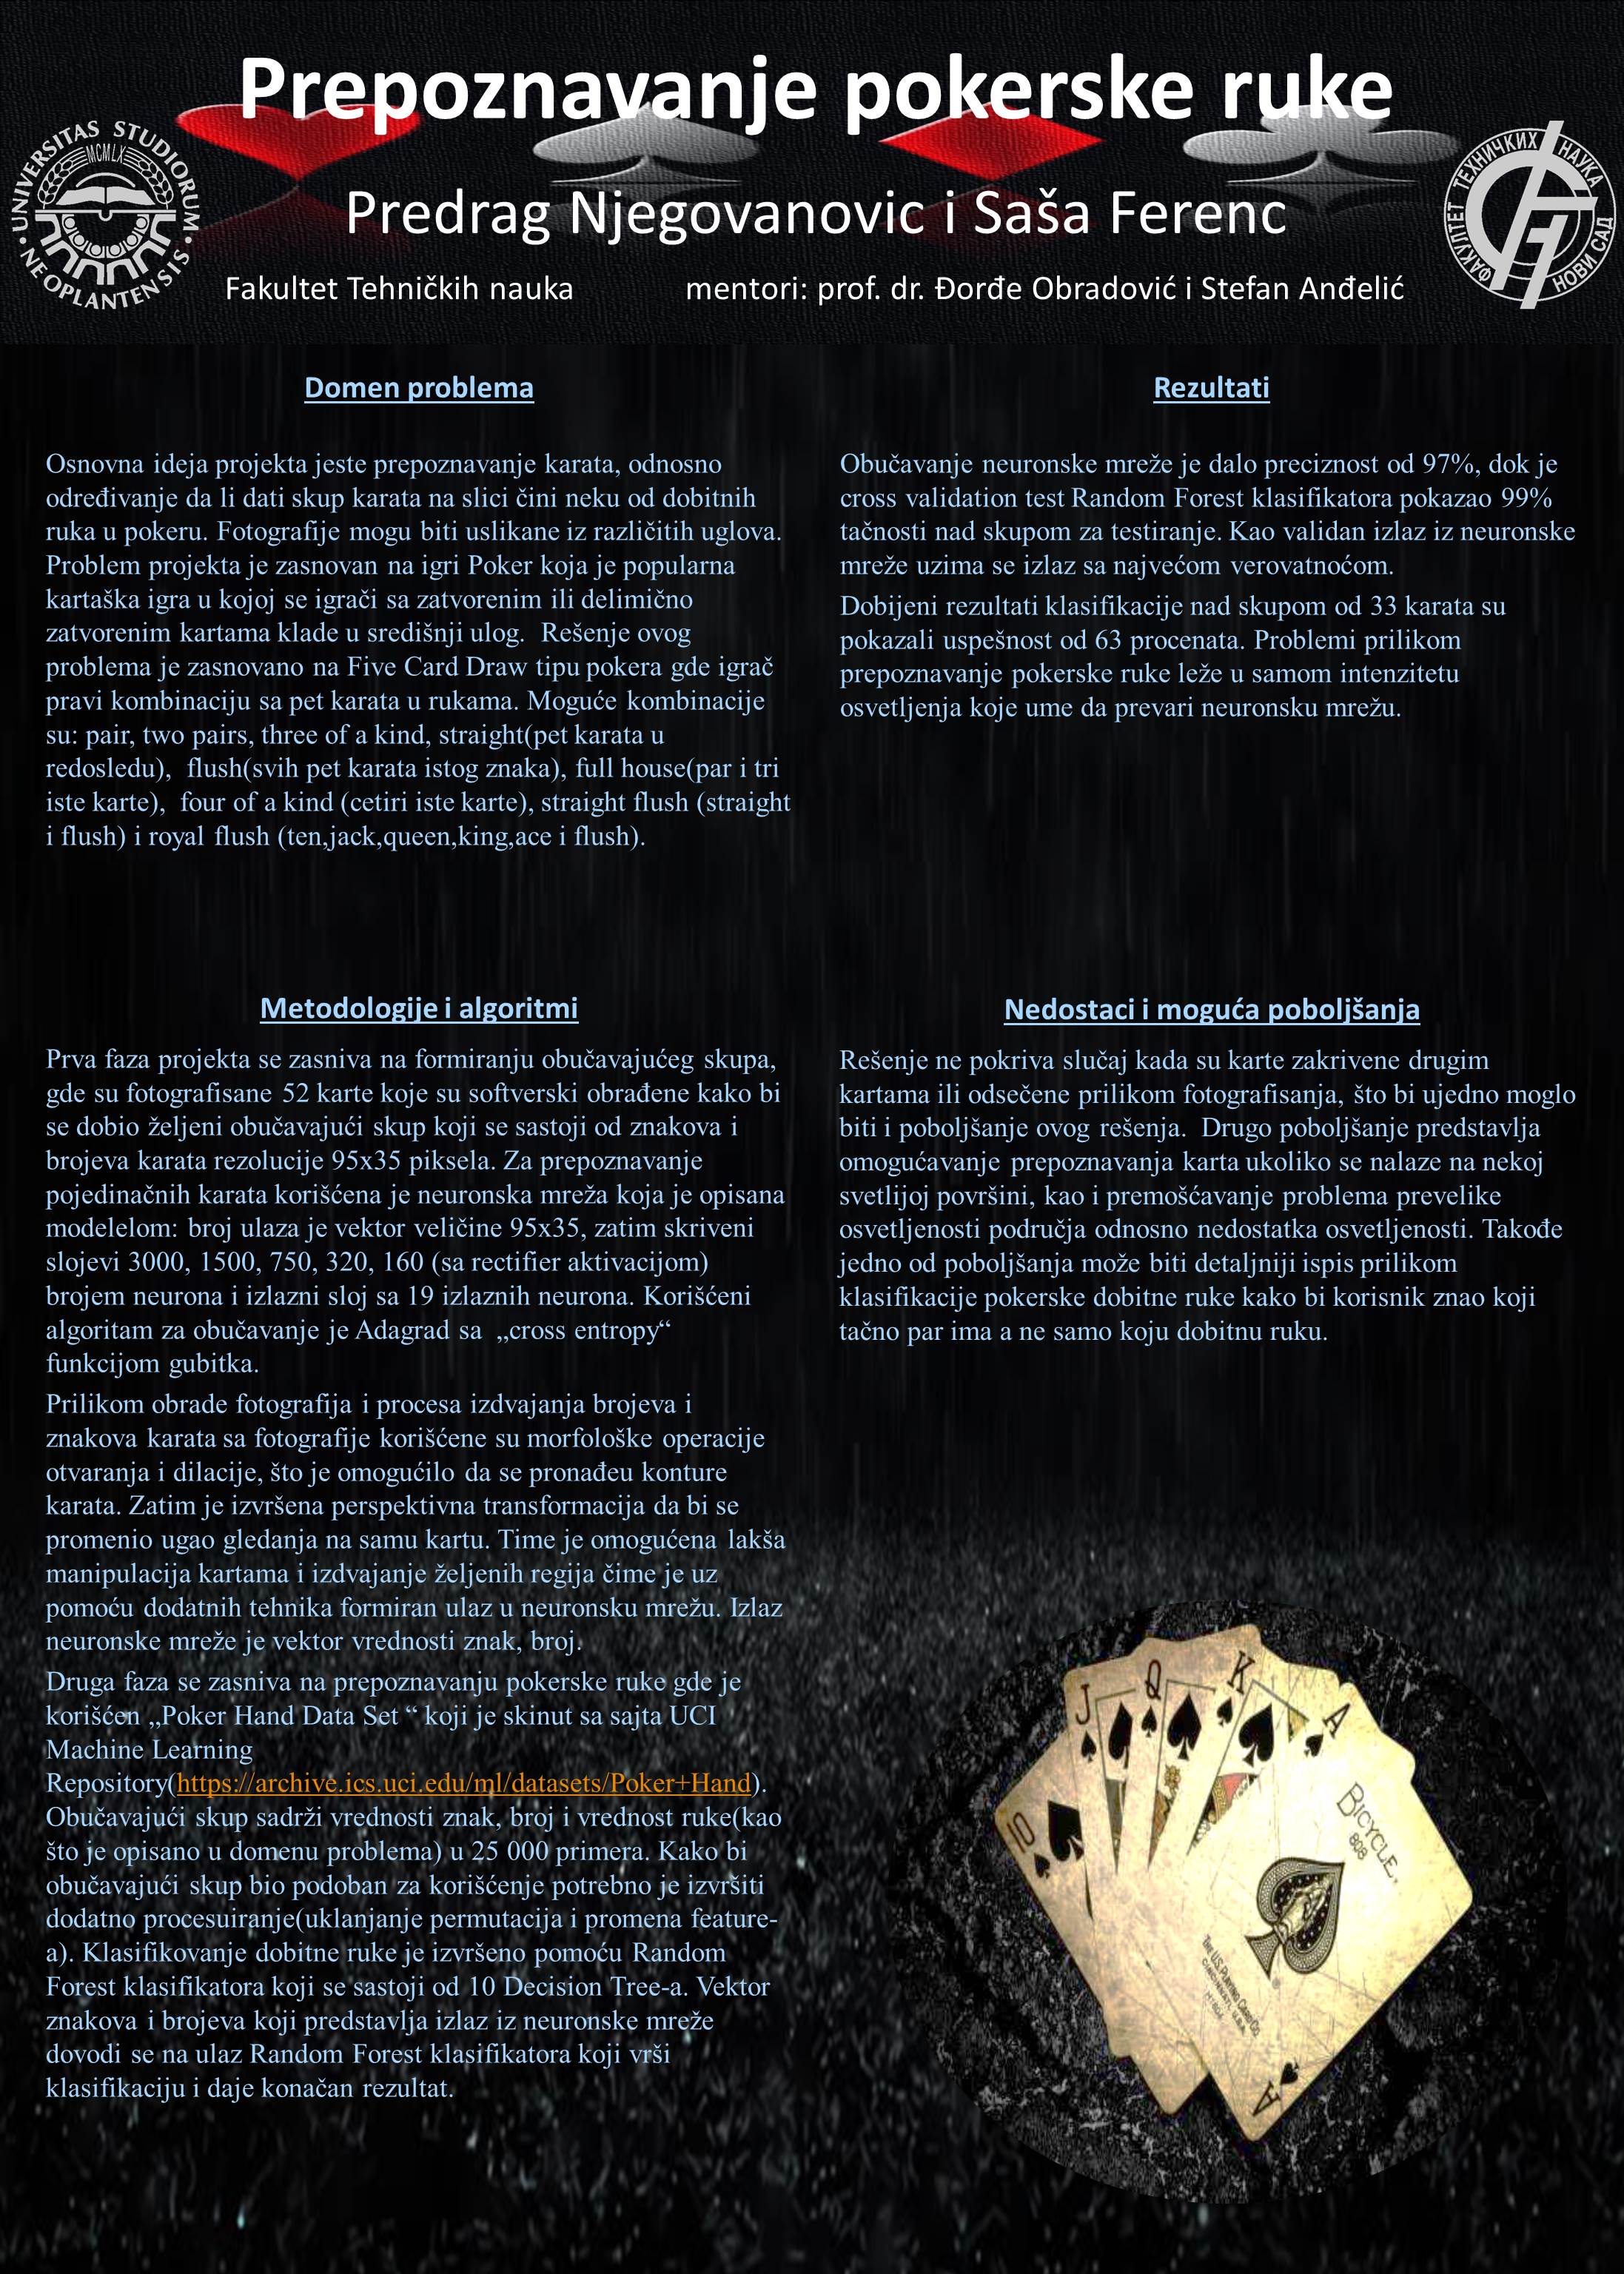 Prepoznavanje pokerske ruke
UNIVERSITAS STUDIORUM
NEOPLANTENSIS
MCMLX
ФАКУЛТЕТ ТЕХНИЧКИХ НАУКА
НОВИ САД
Predrag Njegovanovic i Saša Ferenc
Fakultet Tehničkih nauka mentori: prof. dr. Đorđe Obradović i Stefan Anđelić
Domen problema
Osnovna ideja projekta jeste prepoznavanje karata, odnosno
određivanje da li dati skup karata na slici čini neku od dobitnih
ruka u pokeru. Fotografije mogu biti uslikane iz različitih uglova.
Problem projekta je zasnovan na igri Poker koja je popularna
kartaška igra u kojoj se igrači sa zatvorenim ili delimično
zatvorenim kartama klade u središnji ulog. Rešenje ovog
problema je zasnovano na Five Card Draw tipu pokera gde igrač
pravi kombinaciju sa pet karata u rukama. Moguće kombinacije
su: pair, two pairs, three of a kind, straight(pet karata u
redosledu), flush(svih pet karata istog znaka), full house(par i tri
iste karte), four of a kind (cetiri iste karte), straight flush (straight
i flush) i royal flush (ten,jack,queen,king,ace i flush).
Metodologije i algoritmi
Prva faza projekta se zasniva na formiranju obučavajućeg skupa,
gde su fotografisane 52 karte koje su softverski obrađene kako bi
se dobio željeni obučavajući skup koji se sastoji od znakova i
brojeva karata rezolucije 95x35 piksela. Za prepoznavanje
pojedinačnih karata korišćena je neuronska mreža koja je opisana
modelelom: broj ulaza je vektor veličine 95x35, zatim skriveni
slojevi 3000, 1500, 750, 320, 160 (sa rectifier aktivacijom)
brojem neurona i izlazni sloj sa 19 izlaznih neurona. Korišćeni
algoritam za obučavanje je Adagrad sa „cross entropy“
funkcijom gubitka.
Prilikom obrade fotografija i procesa izdvajanja brojeva i
znakova karata sa fotografije korišćene su morfološke operacije
otvaranja i dilacije, što je omogućilo da se pronađeu konture
karata. Zatim je izvršena perspektivna transformacija da bi se
promenio ugao gledanja na samu kartu. Time je omogućena lakša
manipulacija kartama i izdvajanje željenih regija čime je uz
pomoću dodatnih tehnika formiran ulaz u neuronsku mrežu. Izlaz
neuronske mreže je vektor vrednosti znak, broj.
Druga faza se zasniva na prepoznavanju pokerske ruke gde je
korišćen „Poker Hand Data Set “ koji je skinut sa sajta UCI
Machine Learning
Repository(https://archive.ics.uci.edu/ml/datasets/Poker+Hand).
Obučavajući skup sadrži vrednosti znak, broj i vrednost ruke(kao
što je opisano u domenu problema) u 25 000 primera. Kako bi
obučavajući skup bio podoban za korišćenje potrebno je izvršiti
dodatno procesuiranje(uklanjanje permutacija i promena feature-
a). Klasifikovanje dobitne ruke je izvršeno pomoću Random
Forest klasifikatora koji se sastoji od 10 Decision Tree-a. Vektor
znakova i brojeva koji predstavlja izlaz iz neuronske mreže
dovodi se na ulaz Random Forest klasifikatora koji vrši
klasifikaciju i daje konačan rezultat.
Rezultati
Obučavanje neuronske mreže je dalo preciznost od 97%, dok je
cross validation test Random Forest klasifikatora pokazao 99%
tačnosti nad skupom za testiranje. Kao validan izlaz iz neuronske
mreže uzima se izlaz sa najvećom verovatnoćom.
Dobijeni rezultati klasifikacije nad skupom od 33 karata su
pokazali uspešnost od 63 procenata. Problemi prilikom
prepoznavanje pokerske ruke leže u samom intenzitetu
osvetljenja koje ume da prevari neuronsku mrežu.
Nedostaci i moguća poboljšanja
Rešenje ne pokriva slučaj kada su karte zakrivene drugim
kartama ili odsečene prilikom fotografisanja, što bi ujedno moglo
biti i poboljšanje ovog rešenja. Drugo poboljšanje predstavlja
omogućavanje prepoznavanja karta ukoliko se nalaze na nekoj
svetlijoj površini, kao i premošćavanje problema prevelike
osvetljenosti područja odnosno nedostatka osvetljenosti. Takođe
jedno od poboljšanja može biti detaljniji ispis prilikom
klasifikacije pokerske dobitne ruke kako bi korisnik znao koji
tačno par ima a ne samo koju dobitnu ruku.
10
J
Q
K
A
BICYCLE.
808
A